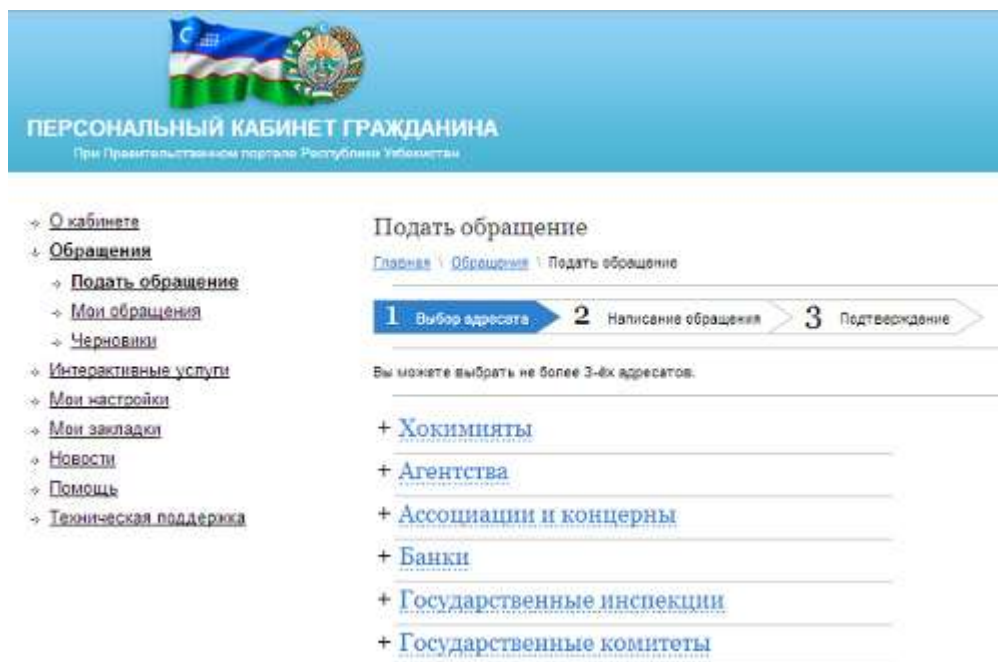 ПЕРСОНАЛЬНЫЙ КАБИНЕТ ГРАЖДАНИНА
При Правительственном портале Республики Узбекистан
О кабинете
Обращения
Подать обращение
Мои обращения
Черновики
Интерактивные услуги
Мои настройки
Мои закладки
Новости
Помощь
Техническая поддержка
Подать обращение
Главная \ Обращения \ Подать обращение
1 Выбор адресата 2 Написание обращения 3 Подтверждение
Вы можете выбрать не более 3-ёх адресатов.
+ Хокимияты
+ Агентства
+ Ассоциации и концерны
+ Банки
+ Государственные инспекции
+ Государственные комитеты